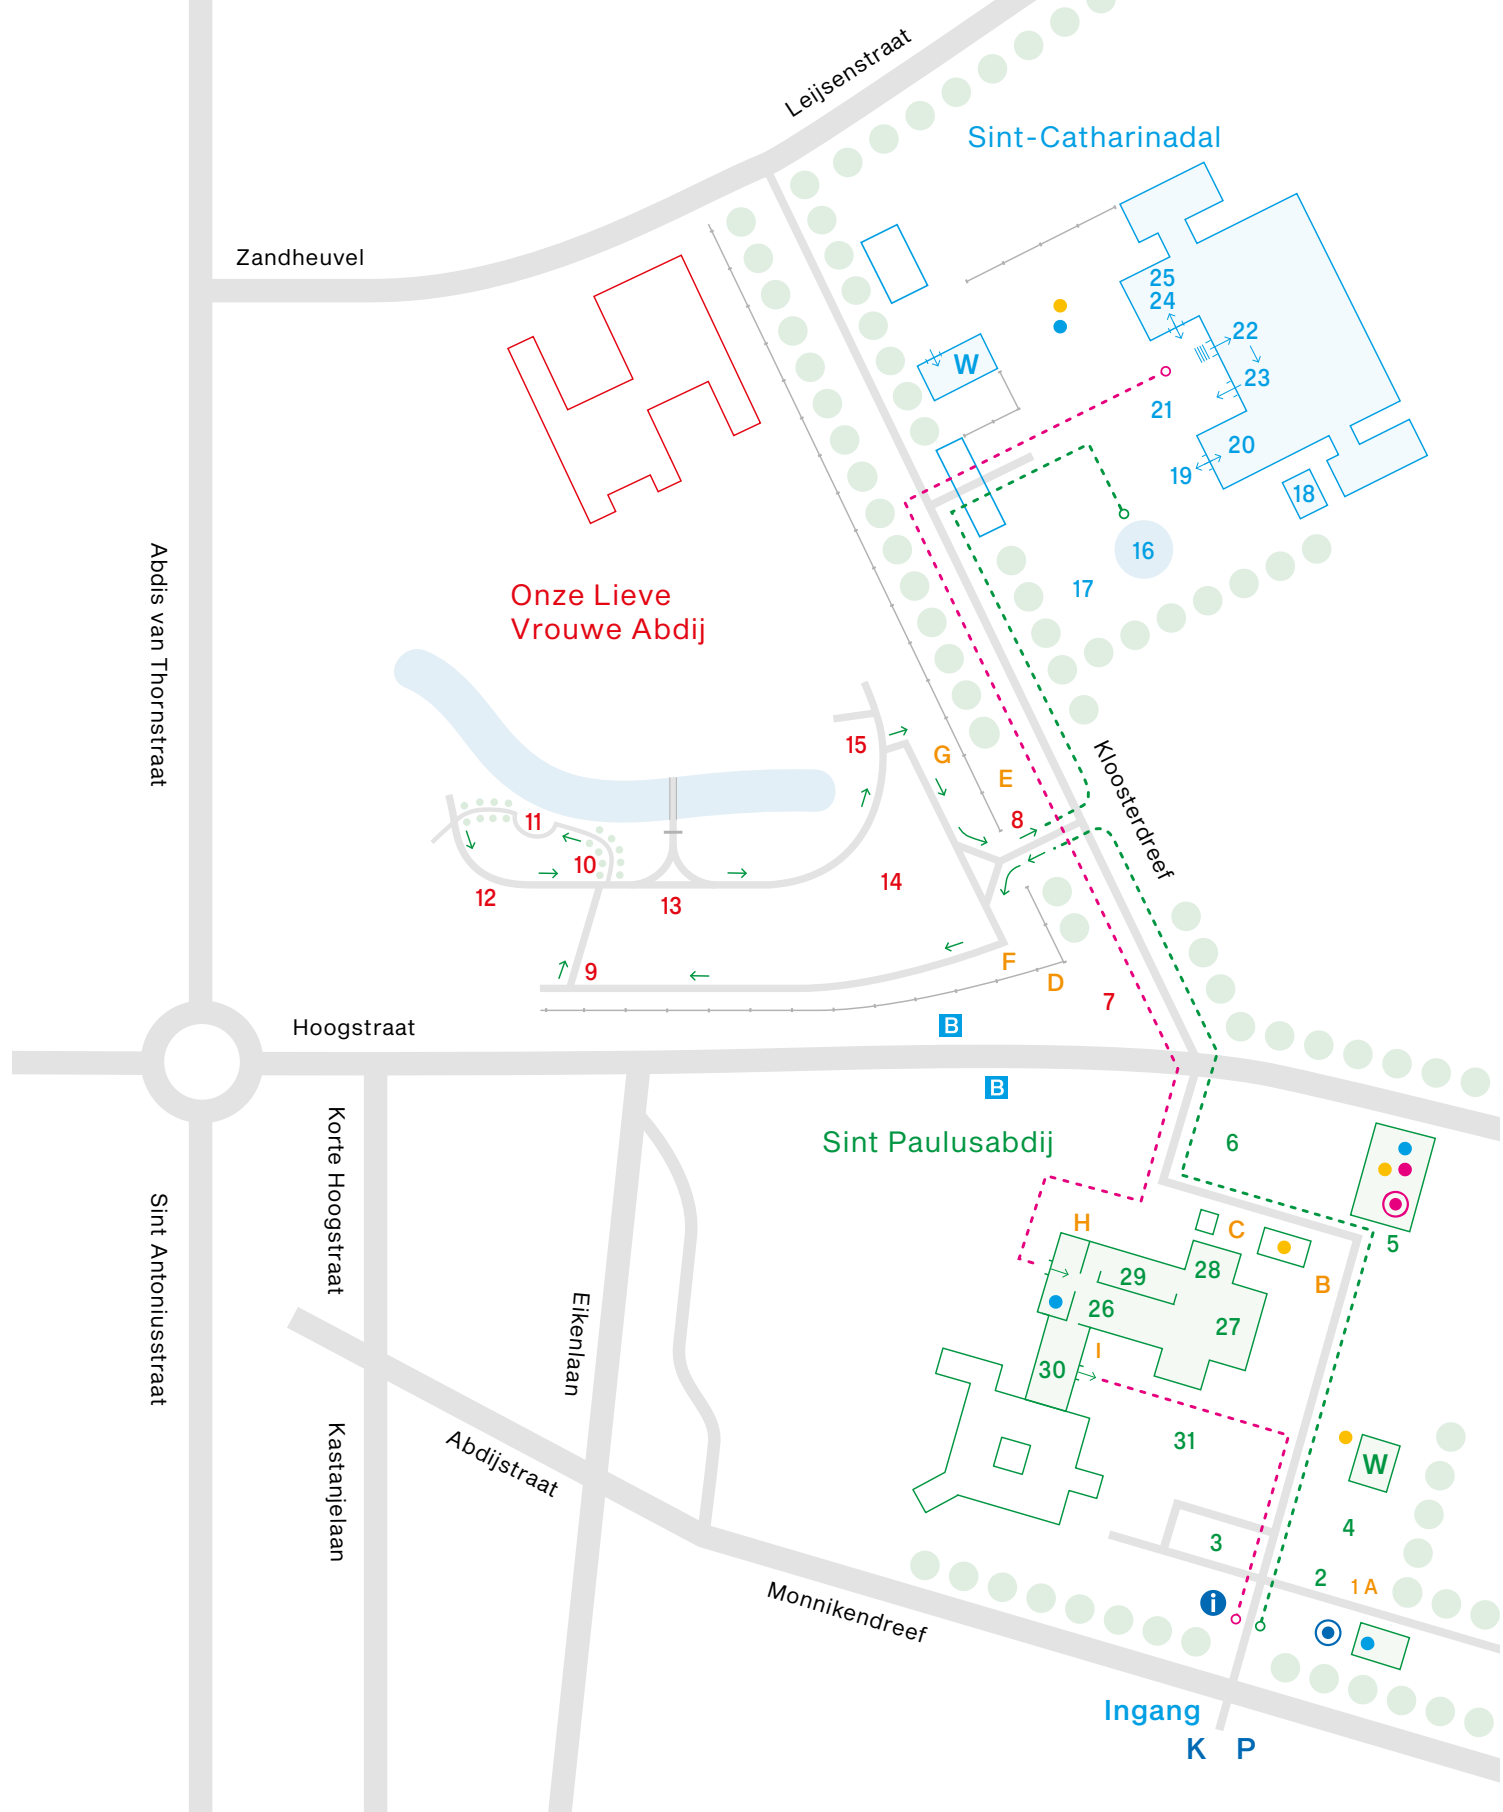 Leijsenstraat
Sint-Catharinadal
Zandheuvel
25
24
22
W
23
21
20
19
18
16
17
Onze Lieve
Vrouwe Abdij
Abdis van Thornstraat
Kloosterdreef
15
G
E
8
11
10
12
13
14
9
F
D
7
Hoogstraat
B
B
Sint Paulusabdij
6
5
Korte Hoogstraat
Sint Antoniusstraat
H
C
B
29
28
26
27
I
30
Eikenlaan
Kastanjelaan
Abdijstraat
31
W
4
3
2
1 A
i
Monnikendreef
Ingang
K P